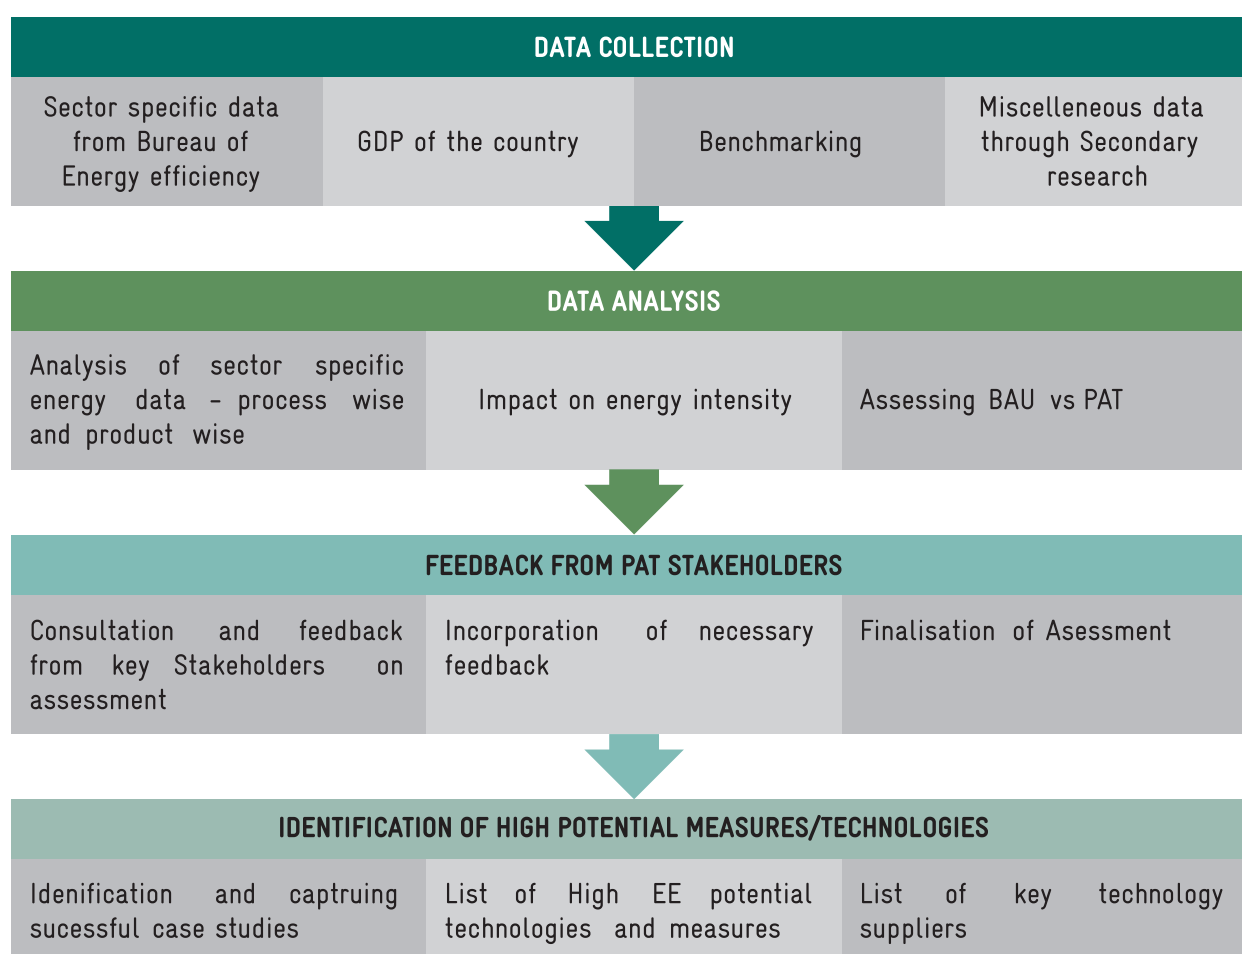 DATA COLLECTION
Sector specific data
from Bureau of
Energy efficiency
GDP of the country
Benchmarking
Miscelleneous data
through Secondary
research
DATA ANALYSIS
Analysis of sector specific
energy data - process wise
and product wise
Impact on energy intensity
Assessing BAU vs PAT
FEEDBACK FROM PAT STAKEHOLDERS
Consultation and feedback
from key Stakeholders on
assessment
Incorporation of necessary
feedback
Finalisation of Asessment
IDENTIFICATION OF HIGH POTENTIAL MEASURES/TECHNOLOGIES
Idenification and captruing
sucessful case studies
List of High EE potential
technologies and measures
List of key technology
suppliers